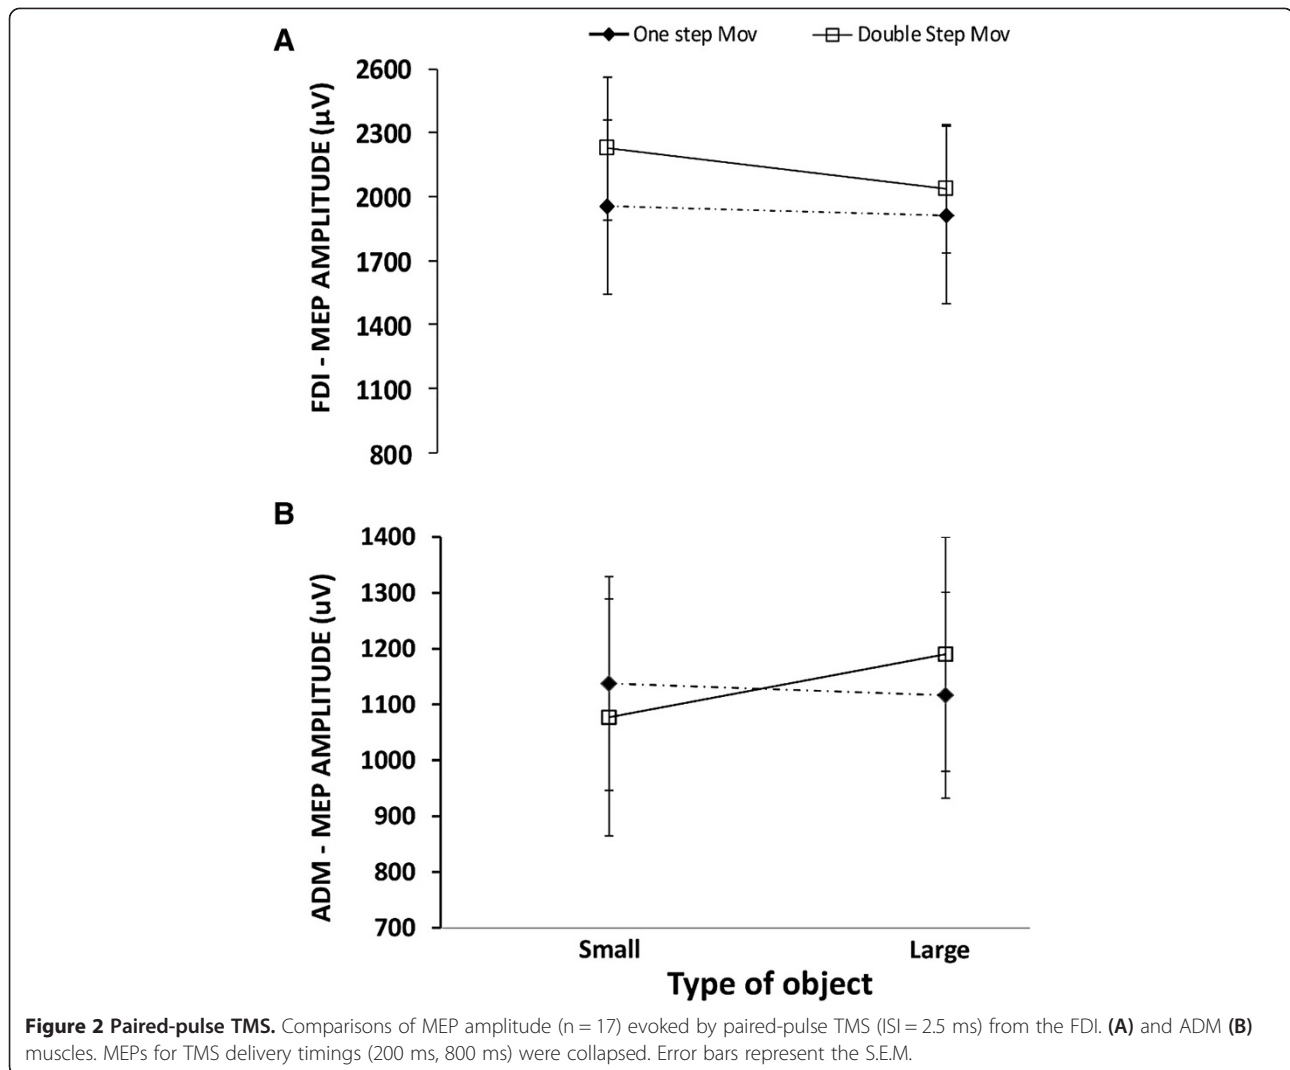 A
One step Mov
Double Step Mov
FDI - MEP AMPLITUDE (µV)
2600
2300
2000
1700
1400
1100
800
B
ADM - MEP AMPLITUDE (uV)
1400
1300
1200
1100
1000
900
800
700
Small
Large
Type of object
Figure 2 Paired-pulse TMS. Comparisons of MEP amplitude (n = 17) evoked by paired-pulse TMS (ISI = 2.5 ms) from the FDI. (A) and ADM (B)
muscles. MEPs for TMS delivery timings (200 ms, 800 ms) were collapsed. Error bars represent the S.E.M.